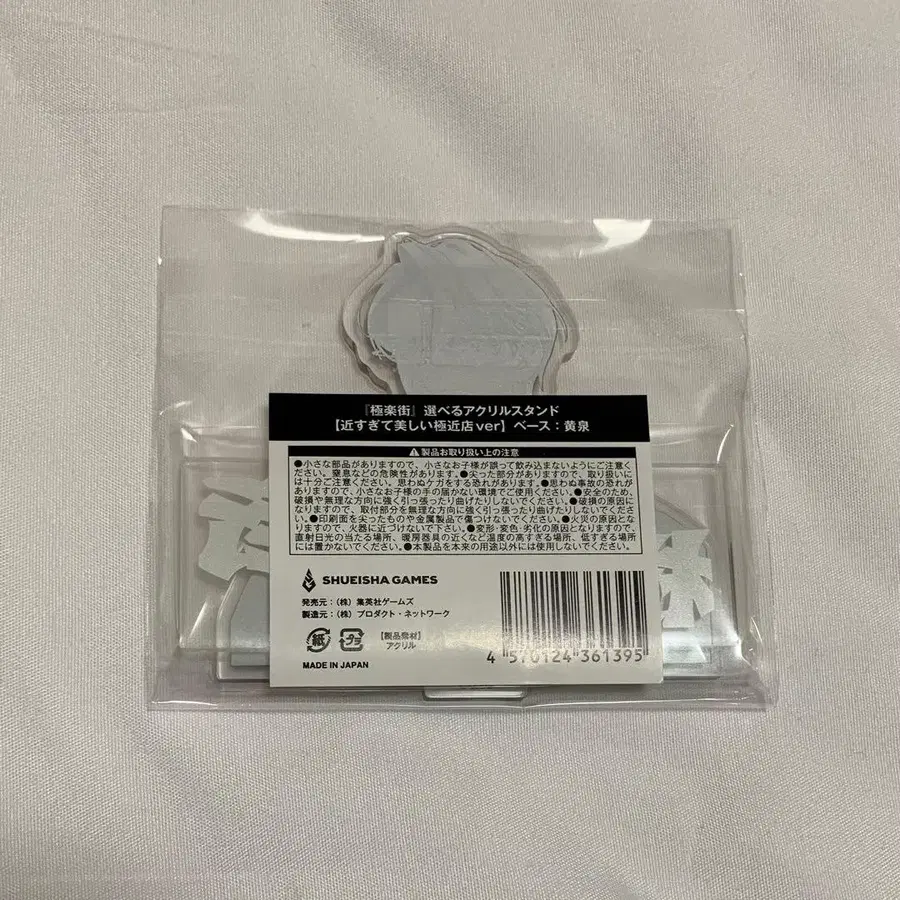 『極楽街』選べるアクリルスタンド
【近すぎて美しい極近店ver】ベース：黄泉
⚠製品お取り扱い上の注意
●小さな部品がありますので、小さなお子様が誤って飲み込まないようにご注意く
ださい。窒息などの危険性があります。●尖った部分がありますので、取り扱いに
は十分ご注意ください。思わぬケガをする恐れがあります。●思わぬ事故の恐れが
ありますので、小さなお子様の手の届かない環境でご使用ください。●安全のため、
破損や無理な方向に強く引っ張ったり曲げたりしないでください。●破損の原因に
なりますので、取付部分を無理な方向に強く引っ張ったり曲げたりしないでくださ
い。●印刷面を尖ったものや金属製品で傷つけないでください。●火災の原因とな
りますので、火器に近づけないで下さい。●変形・変色・劣化の原因となりますので、
直射日光の当たる場所、暖房器具の近くなど温度の高すぎる場所、低すぎる場所
には置かないでください。●本製品を本来の用途以外には使用しないでください。
SHUEISHA GAMES
発売元：（株）集英社ゲームズ
製造元：（株）プロダクト・ネットワーク
紙
プラ
【製品素材】
アクリル
MADE IN JAPAN
4 570124 361395